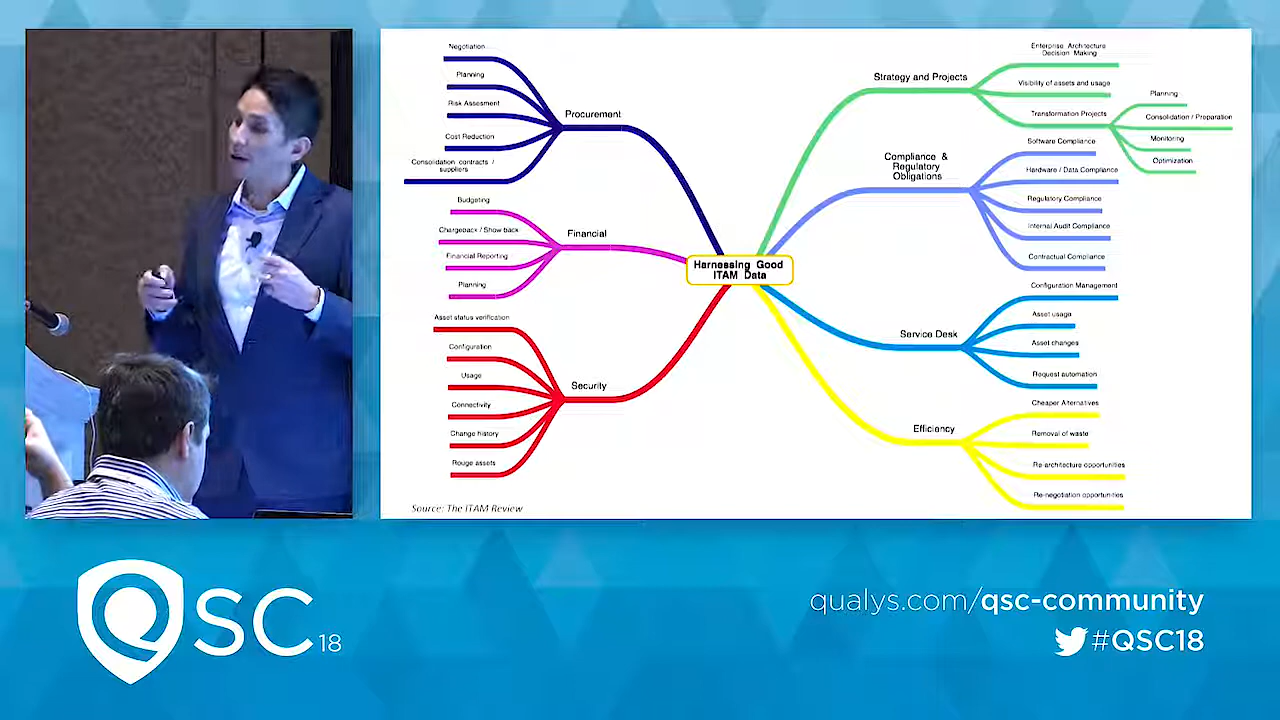 Negotiation
Planning
Risk Assesment
Cost Reduction
Consolidation contracts /
suppliers
Procurement
Budgeting
Chargeback / Show back
Financial Reporting
Planning
Financial
Asset status verification
Configuration
Usage
Connectivity
Change history
Rouge assets
Security
Harnessing Good
ITAM Data
Strategy and Projects
Enterprise Architecture
Decision Making
Visibility of assets and usage
Transformation Projects
Planning
Consolidation / Preparation
Monitoring
Optimization
Compliance &
Regulatory
Obligations
Software Compliance
Hardware / Data Compliance
Regulatory Compliance
Internal Audit Compliance
Contractual Compliance
Service Desk
Configuration Management
Asset usage
Asset changes
Request automation
Efficiency
Cheaper Alternatives
Removal of waste
Re-architecture opportunities
Re-negotiation opportunities
Source: The ITAM Review
QSC 18
qualys.com/qsc-community
#QSC18